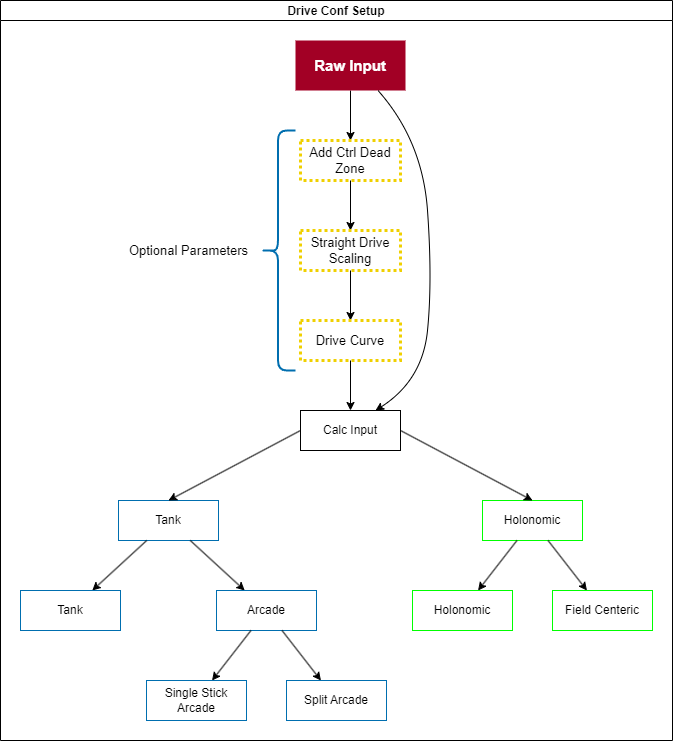 Drive Conf Setup
Raw Input
Add Ctrl Dead
Zone
Optional Parameters
Straight Drive
Scaling
Drive Curve
Calc Input
Tank
Holonomic
Tank
Arcade
Holonomic
Field Centeric
Single Stick
Arcade
Split Arcade